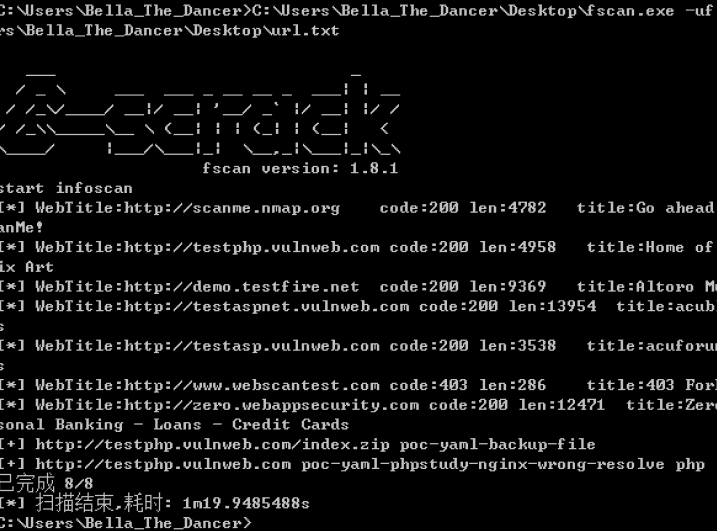 C:\Users\Bella_The_Dancer>C:\Users\Bella_The_Dancer\Desktop\fscan.exe -uf
rs\Bella_The_Dancer\Desktop\url.txt
fscan version: 1.8.1
start infoscan
[*] WebTitle:http://scanme.nmap.org    code:200 len:4782   title:Go ahead
anMe!
[*] WebTitle:http://testphp.vulnweb.com code:200 len:4958   title:Home of
ix Art
[*] WebTitle:http://demo.testfire.net  code:200 len:9369   title:Altoro Mu
[*] WebTitle:http://testaspnet.vulnweb.com code:200 len:13954  title:acubl
s
[*] WebTitle:http://testasp.vulnweb.com code:200 len:3538   title:acuforum
s
[*] WebTitle:http://www.webscantest.com code:403 len:286    title:403 Forb
[*] WebTitle:http://zero.webappsecurity.com code:200 len:12471  title:Zero
sonal Banking - Loans - Credit Cards
[+] http://testphp.vulnweb.com/index.zip poc-yaml-backup-file
[+] http://testphp.vulnweb.com poc-yaml-phpstudy-nginx-wrong-resolve php
已完成 8/8
[*] 扫描结束,耗时: 1m19.9485488s
C:\Users\Bella_The_Dancer>